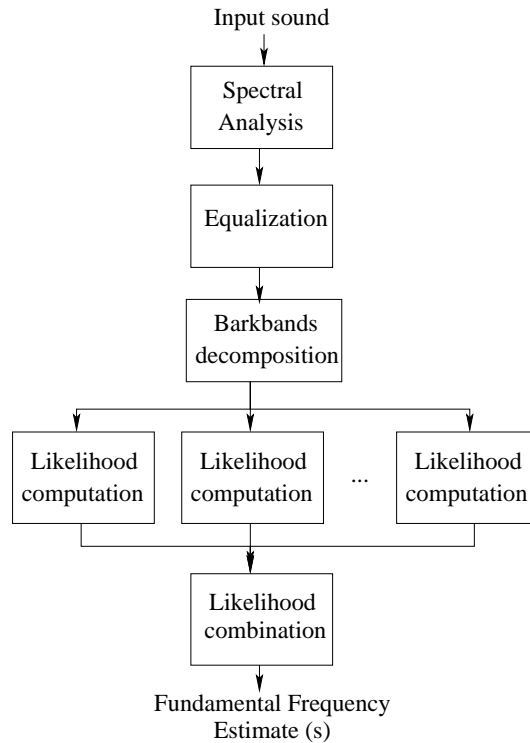 Input sound
Spectral
Analysis
Equalization
Barkbands
decomposition
Likelihood
computation
Likelihood
computation
...
Likelihood
computation
Likelihood
combination
Fundamental Frequency
Estimate (s)